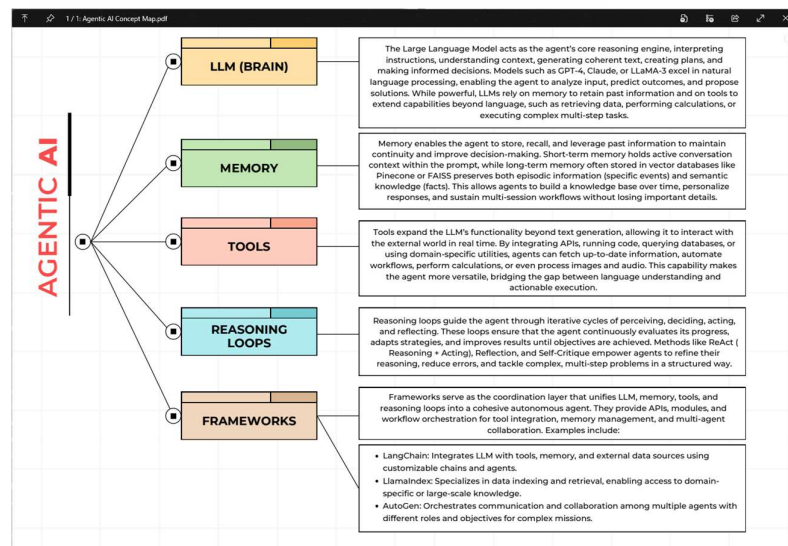 1 / 1: Agentic AI Concept Map.pdf
AGENTIC AI
LLM (BRAIN)
The Large Language Model acts as the agent's core reasoning engine, interpreting
instructions, understanding context, generating coherent text, creating plans, and
making informed decisions. Models such as GPT-4, Claude, or LLaMA-3 excel in natural
language processing, enabling the agent to analyze input, predict outcomes, and propose
solutions. While powerful, LLMs rely on memory to retain past information and on tools to
extend capabilities beyond language, such as retrieving data, performing calculations, or
executing complex multi-step tasks.
MEMORY
Memory enables the agent to store, recall, and leverage past information to maintain
continuity and improve decision-making. Short-term memory holds active conversation
context within the prompt, while long-term memory often stored in vector databases like
Pinecone or FAISS preserves both episodic information (specific events) and semantic
knowledge (facts). This allows agents to build a knowledge base over time, personalize
responses, and sustain multi-session workflows without losing important details.
TOOLS
Tools expand the LLM's functionality beyond text generation, allowing it to interact with
the external world in real time. By integrating APIs, running code, querying databases, or
using domain-specific utilities, agents can fetch up-to-date information, automate
workflows, perform calculations, or even process images and audio. This capability makes
the agent more versatile, bridging the gap between language understanding and
actionable execution.
REASONING
LOOPS
Reasoning loops guide the agent through iterative cycles of perceiving, deciding, acting,
and reflecting. These loops ensure that the agent continuously evaluates its progress,
adapts strategies, and improves results until objectives are achieved. Methods like ReAct (
Reasoning + Acting), Reflection, and Self-Critique empower agents to refine their
reasoning, reduce errors, and tackle complex, multi-step problems in a structured way.
FRAMEWORKS
Frameworks serve as the coordination layer that unifies LLM, memory, tools, and
reasoning loops into a cohesive autonomous agent. They provide APIs, modules, and
workflow orchestration for tool integration, memory management, and multi-agent
collaboration. Examples include:
• LangChain: Integrates LLM with tools, memory, and external data sources using
customizable chains and agents.
• LlamaIndex: Specializes in data indexing and retrieval, enabling access to domain-
specific or large-scale knowledge.
• AutoGen: Orchestrates communication and collaboration among multiple agents with
different roles and objectives for complex missions.